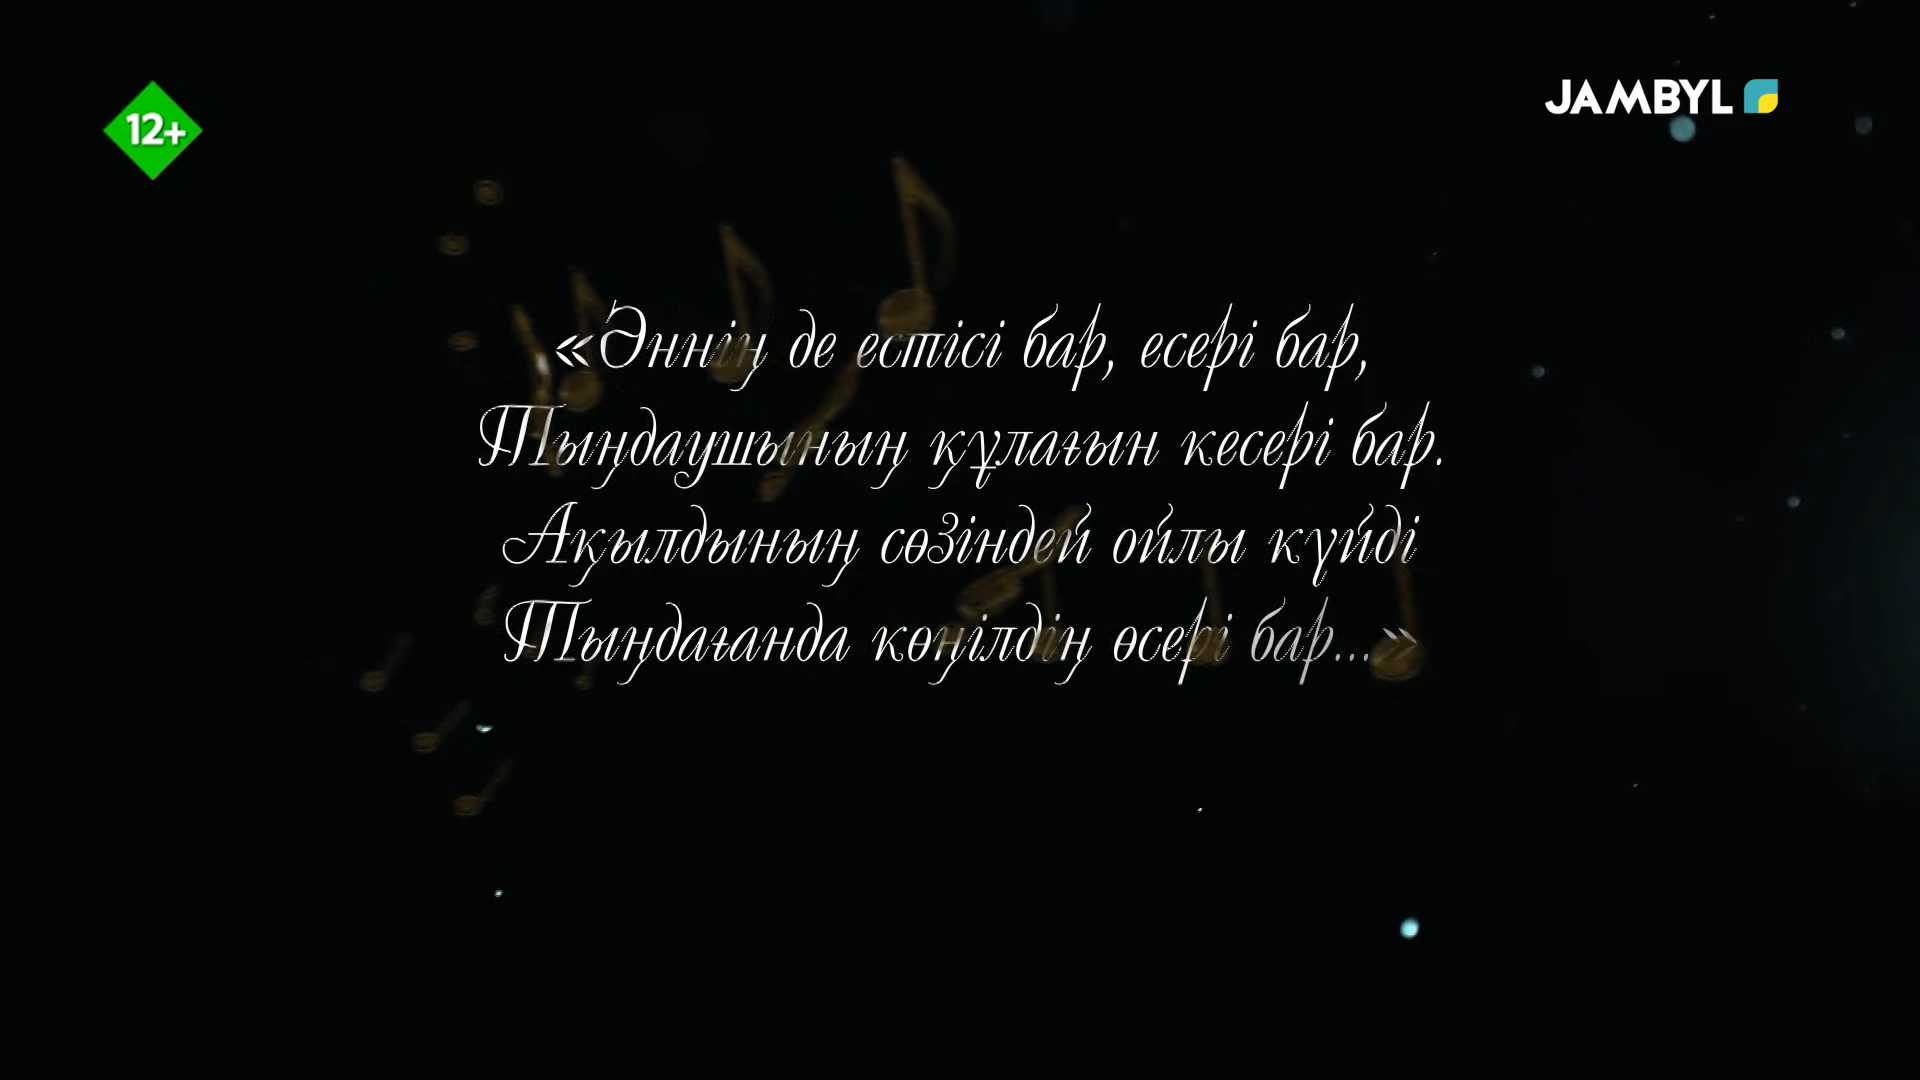 12+
JAMBYL
«Әннің де естісі бар, есері бар,
Тыңдаушының құлағын кесері бар.
Ақылдының сөзіндей ойлы күйді
Тыңдағанда көңілдің өсері бар...»